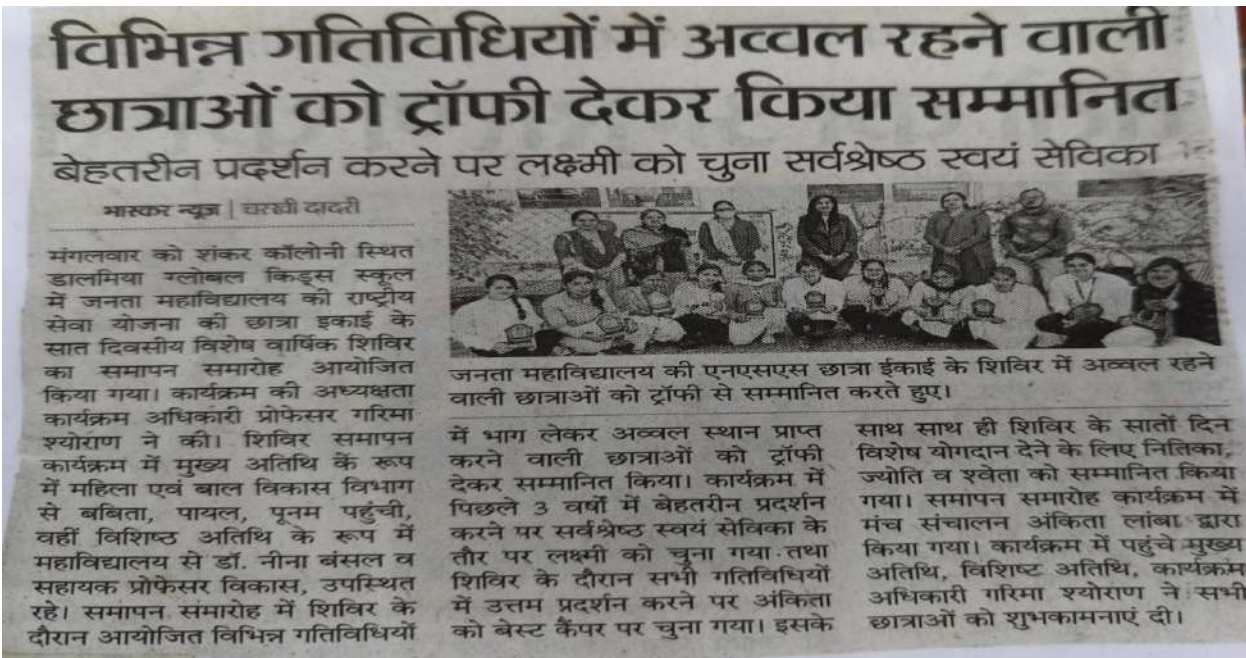 विभिन्न गतिविधियों में अव्वल रहने वाली
छात्राओं को ट्रॉफी देकर किया सम्मानित
बेहतरीन प्रदर्शन करने पर लक्ष्मी को चुना सर्वश्रेष्ठ स्वयं सेविका
भास्कर न्यूज | चरखी दादरी
मंगलवार को शंकर कॉलोनी स्थित
डालमिया ग्लोबल किड्स स्कूल
में जनता महाविद्यालय की राष्ट्रीय
सेवा योजना की छात्रा इकाई के
सात दिवसीय विशेष वार्षिक शिविर
का समापन समारोह आयोजित
किया गया। कार्यक्रम की अध्यक्षता
कार्यक्रम अधिकारी प्रोफेसर गरिमा
श्योराण ने की। शिविर समापन
कार्यक्रम में मुख्य अतिथि के रूप
में महिला एवं बाल विकास विभाग
से बबिता, पायल, पूनम पहुंची,
वहीं विशिष्ठ अतिथि के रूप में
महाविद्यालय से डॉ. नीना बंसल व
सहायक प्रोफेसर विकास, उपस्थित
रहे। समापन समारोह में शिविर के
दौरान आयोजित विभिन्न गतिविधियों
जनता महाविद्यालय की एनएसएस छात्रा ईकाई के शिविर में अव्वल रहने
वाली छात्राओं को ट्रॉफी से सम्मानित करते हुए।
में भाग लेकर अव्वल स्थान प्राप्त
करने वाली छात्राओं को ट्रॉफी
देकर सम्मानित किया। कार्यक्रम में
पिछले 3 वर्षों में बेहतरीन प्रदर्शन
करने पर सर्वश्रेष्ठ स्वयं सेविका के
तौर पर लक्ष्मी को चुना गया तथा
शिविर के दौरान सभी गतिविधियों
में उत्तम प्रदर्शन करने पर अंकिता
को बेस्ट कैंपर पर चुना गया। इसके
साथ साथ ही शिविर के सातों दिन
विशेष योगदान देने के लिए नितिका,
ज्योति व श्वेता को सम्मानित किया
गया। समापन समारोह कार्यक्रम में
मंच संचालन अंकिता लांबा द्वारा
किया गया। कार्यक्रम में पहुंचे मुख्य
अतिथि, विशिष्ट अतिथि, कार्यक्रम
अधिकारी गरिमा श्योराण ने सभी
छात्राओं को शुभकामनाएं दी।